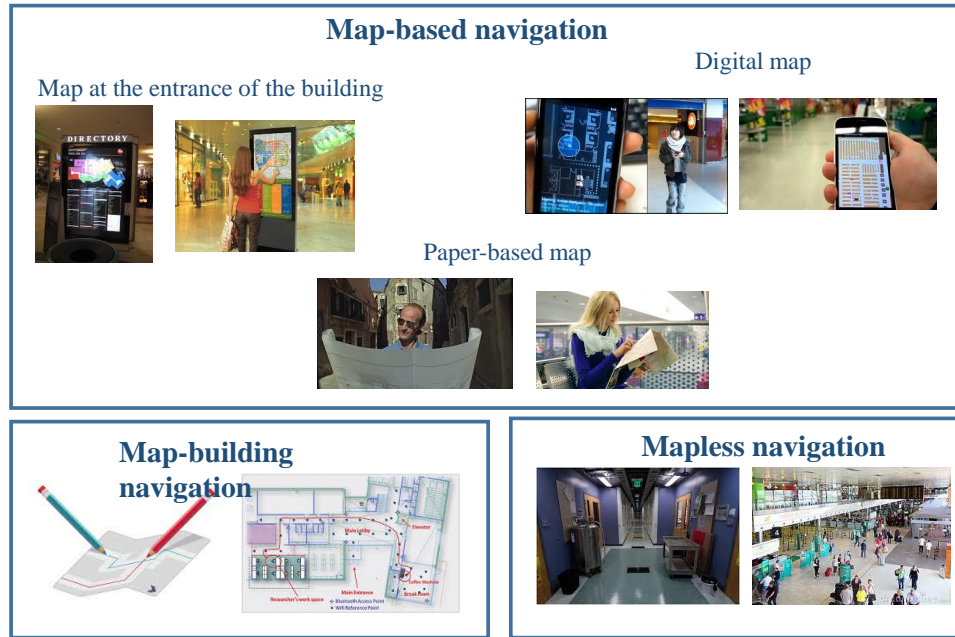 Map-based navigation
Digital map
Map at the entrance of the building
DIRECTORY
Paper-based map
Map-building
navigation
Mapless navigation
Elevator
Main Lobby
Coffee Machine
Researcher's work space
Main Entrance
Break Room
Bluetooth Access Point
Wifi Reference Point
4